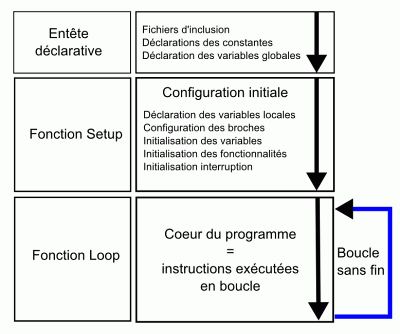 Entête
déclarative
Fichiers d'inclusion
Déclarations des constantes
Déclaration des variables globales
Fonction Setup
Configuration initiale
Déclaration des variables locales
Configuration des broches
Initialisation des variables
Initialisation des fonctionnalités
Initialisation interruption
Fonction Loop
Coeur du programme
=
instructions exécutées
en boucle
Boucle
sans fin